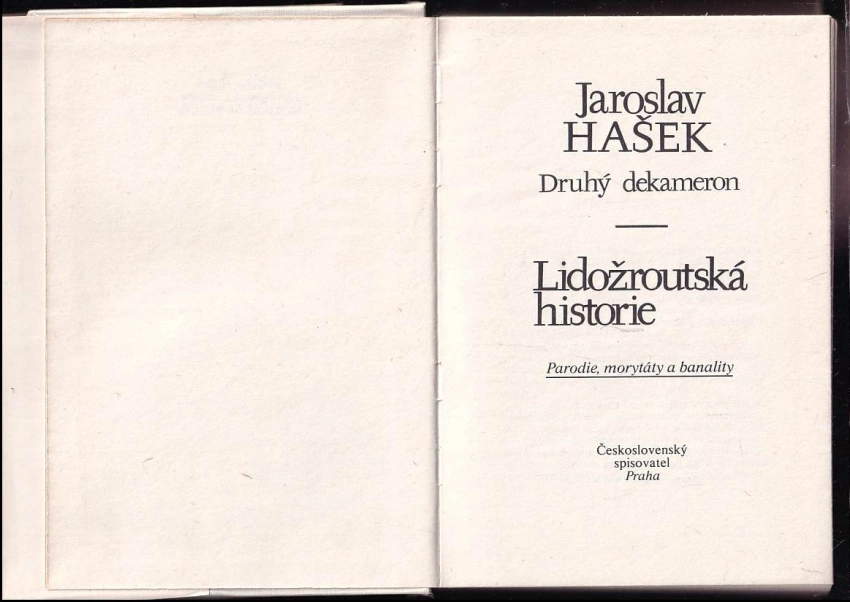 Jaroslav
HAŠEK
Druhý dekameron
Lidožroutská
historie
Parodie, morytáty a banality
Československý
spisovatel
Praha